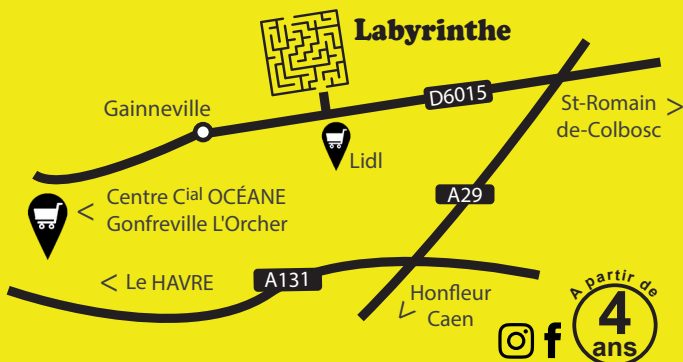 Labyrinthe
D6015
Gainneville
St-Romain >
de-Colbosc
Lidl
< Centre Cial OCÉANE
Gonfreville L'Orcher
A29
< Le HAVRE
A131
Honfleur
< Caen
A partir de
4
ans
f